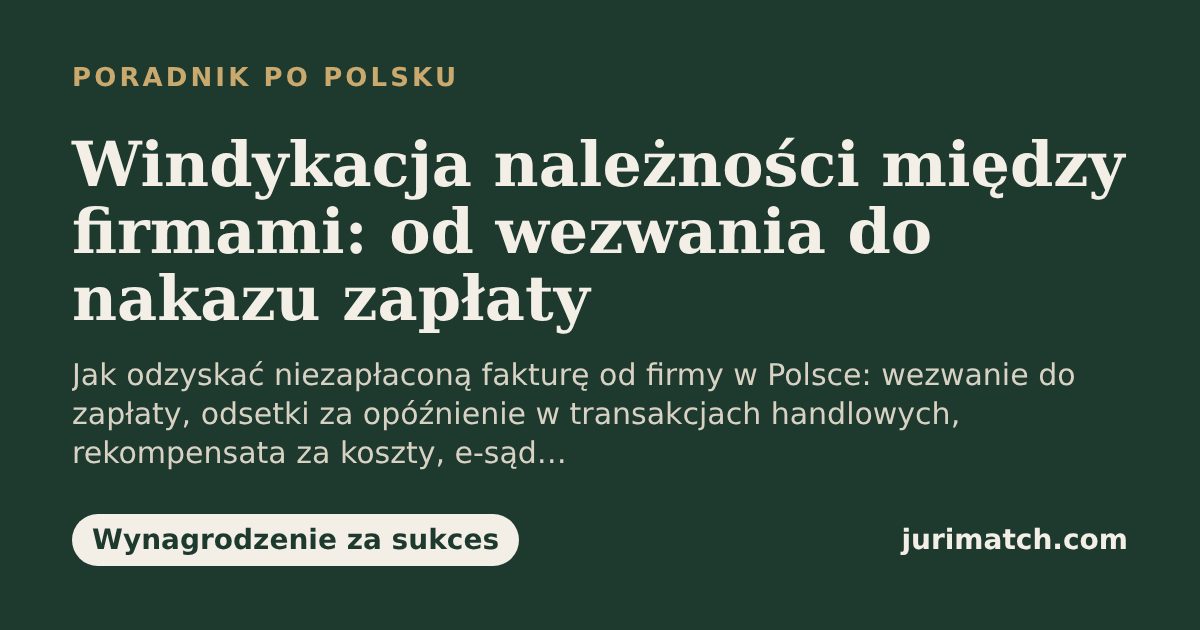 PORADNIK PO POLSKU
Windykacja należności między
firmami: od wezwania do
nakazu zapłaty
Jak odzyskać niezapłaconą fakturę od firmy w Polsce: wezwanie do
zapłaty, odsetki za opóźnienie w transakcjach handlowych,
rekompensata za koszty, e-sąd…
Wynagrodzenie za sukces
jurimatch.com